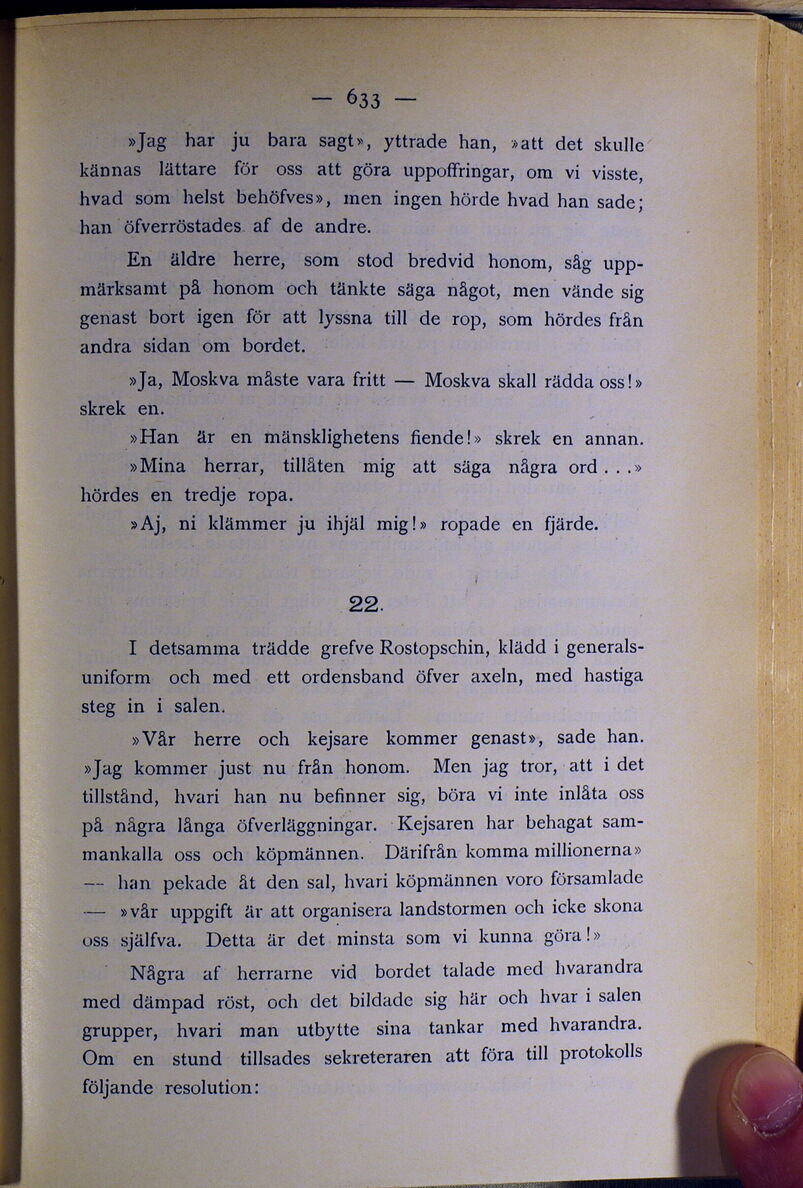 — 633 —
»Jag har ju bara sagt», yttrade han, »att det skulle
kännas lättare för oss att göra uppoffringar, om vi visste,
hvad som helst behöfves», men ingen hörde hvad han sade;
han öfverröstades af de andre.
En äldre herre, som stod bredvid honom, såg upp-
märksamt på honom och tänkte säga något, men vände sig
genast bort igen för att lyssna till de rop, som hördes från
andra sidan om bordet.
»Ja, Moskva måste vara fritt — Moskva skall rädda oss!»
skrek en.
»Han är en mänsklighetens fiende!» skrek en annan.
»Mina herrar, tillåten mig att säga några ord . . .»
hördes en tredje ropa.
»Aj, ni klämmer ju ihjäl mig!» ropade en fjärde.
22.
I detsamma trädde grefve Rostopschin, klädd i generals-
uniform och med ett ordensband öfver axeln, med hastiga
steg in i salen.
»Vår herre och kejsare kommer genast», sade han.
»Jag kommer just nu från honom. Men jag tror, att i det
tillstånd, hvari han nu befinner sig, böra vi inte inlåta oss
på några långa öfverläggningar. Kejsaren har behagat sam-
mankalla oss och köpmännen. Därifrån komma millionerna»
— han pekade åt den sal, hvari köpmännen voro församlade
— »vår uppgift är att organisera landstormen och icke skona
oss själfva. Detta är det minsta som vi kunna göra!»
Några af herrarne vid bordet talade med hvarandra
med dämpad röst, och det bildade sig här och hvar i salen
grupper, hvari man utbytte sina tankar med hvarandra.
Om en stund tillsades sekreteraren att föra till protokolls
följande resolution: